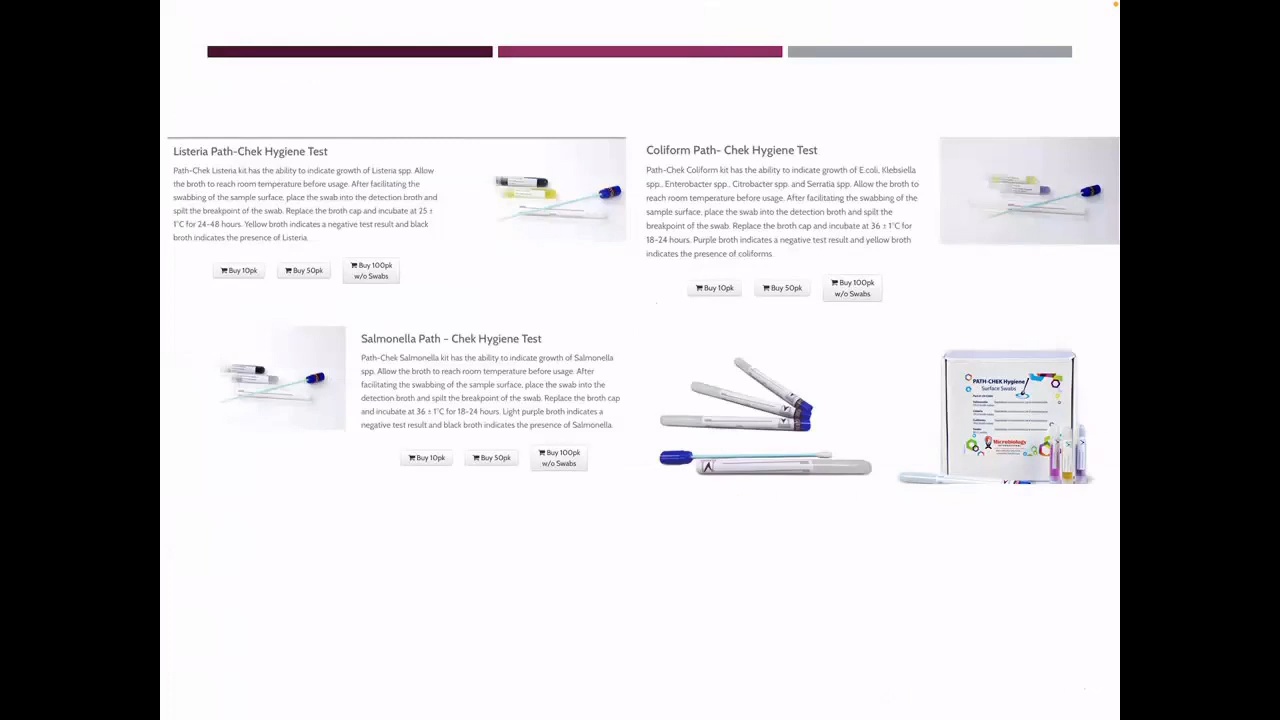 Listeria Path-Chek Hygiene Test
Path-Chek Listeria kit has the ability to indicate growth of Listeria spp. Allow
the broth to reach room temperature before usage. After facilitating the
swabbing of the sample surface, place the swab into the detection broth and
spilt the breakpoint of the swab. Replace the broth cap and incubate at 25 ±
1°C for 24-48 hours. Yellow broth indicates a negative test result and black
broth indicates the presence of Listeria.
Buy 10pk
Buy 50pk
Buy 100pk
w/o Swabs
Coliform Path- Chek Hygiene Test
Path-Chek Coliform kit has the ability to indicate growth of E.coli, Klebsiella
spp., Enterobacter spp., Citrobacter spp. and Serratia spp. Allow the broth to
reach room temperature before usage. After facilitating the swabbing of the
sample surface, place the swab into the detection broth and spilt the
breakpoint of the swab. Replace the broth cap and incubate at 36 ± 1°C for
18-24 hours. Purple broth indicates a negative test result and yellow broth
indicates the presence of coliforms
Buy 10pk
Buy 50pk
Buy 100pk
w/o Swabs
Salmonella Path – Chek Hygiene Test
Path-Chek Salmonella kit has the ability to indicate growth of Salmonella
spp. Allow the broth to reach room temperature before usage. After
facilitating the swabbing of the sample surface, place the swab into the
detection broth and spilt the breakpoint of the swab. Replace the broth cap
and incubate at 36 ± 1°C for 18-24 hours. Light purple broth indicates a
negative test result and black broth indicates the presence of Salmonella.
Buy 10pk
Buy 50pk
Buy 100pk
w/o Swabs
PATH-CHEK Hygiene
Surface Swabs
Microbiology